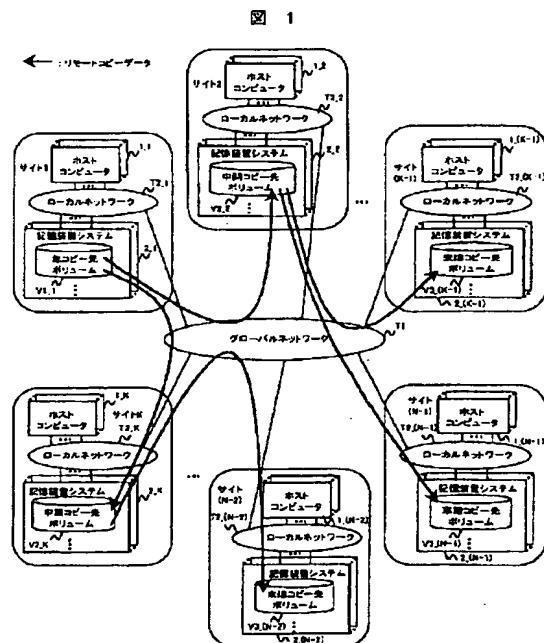 図 1
:リモートコピーデータ
サイト2
ホスト
コンピュータ
1_2
T2_2
ローカルネットワーク
記憶装置システム
2_2
中間コピー先
ボリューム
V2_2
1_1
サイト1
ホスト
コンピュータ
T2_1
ローカルネットワーク
記憶装置システム
2_1
ボリューム
V1_1
1_(K-1)
サイト
(K-1)
ホスト
コンピュータ
T2_(K-1)
ローカルネットワーク
記憶装置システム
末端コピー先
ボリューム
V3_(K-1)
2_(K-1)
…
T1
グローバルネットワーク
1_K
サイトK
ホスト
コンピュータ
T2_K
ローカルネットワーク
記憶装置システム
2_K
中間コピー先
ボリューム
V2_K
…
サイト
(N-2)
ホスト
コンピュータ
1_(N-2)
T2_(N-2)
ローカルネットワーク
記憶装置システム
末端コピー先
ボリューム
V3_(N-2)
2_(N-2)
サイト
(N-1)
ホスト
コンピュータ
T2_(N-1)
1_(N-1)
ローカルネットワーク
記憶装置システム
末端コピー先
ボリューム
V3_(N-1)
2_(N-1)